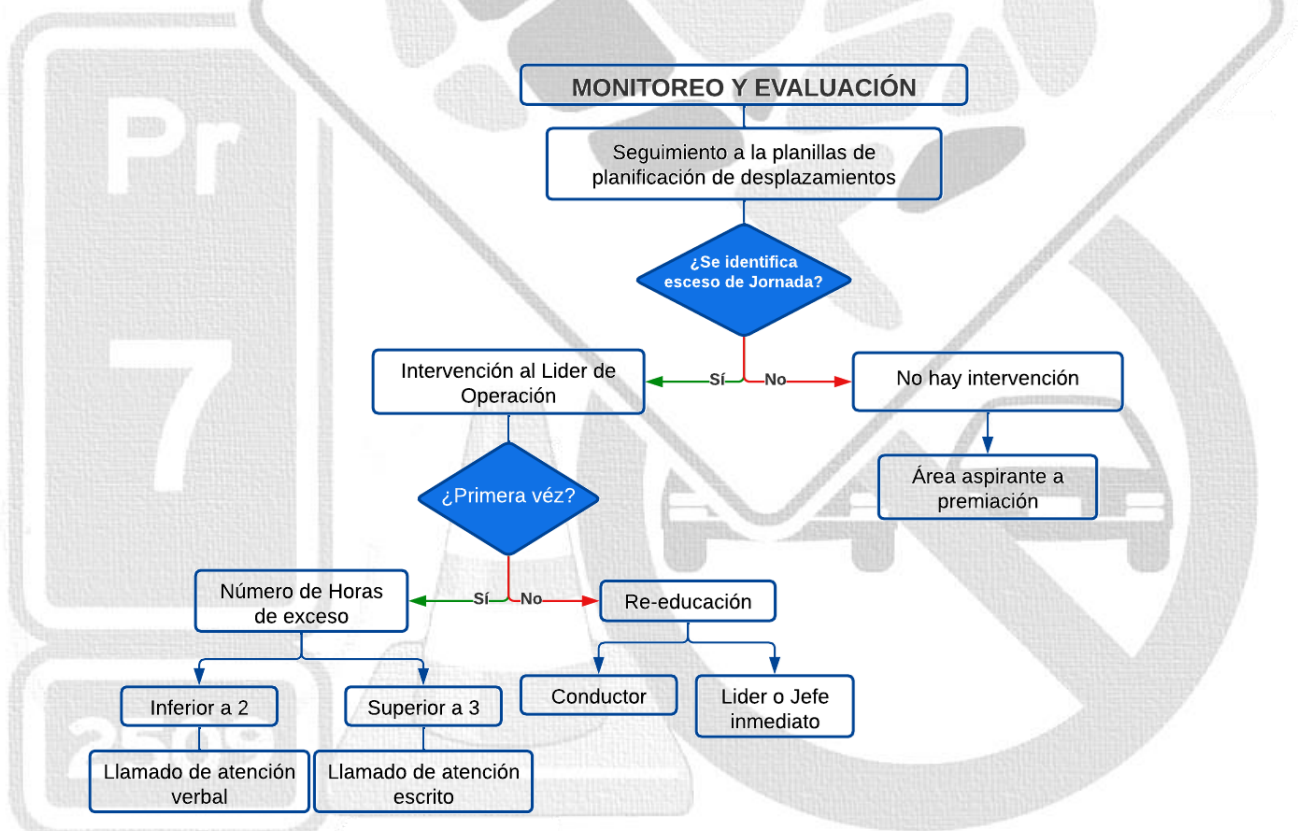 MONITOREO Y EVALUACIÓN
Seguimiento a la planillas de
planificación de desplazamientos
¿Se identifica
esceso de Jornada?
Sí
No
Intervención al Lider de
Operación
No hay intervención
Área aspirante a
premiación
¿Primera véz?
Sí
No
Número de Horas
de exceso
Re-educación
Inferior a 2
Superior a 3
Conductor
Lider o Jefe
inmediato
Llamado de atención
verbal
Llamado de atención
escrito
Pr
7
2509